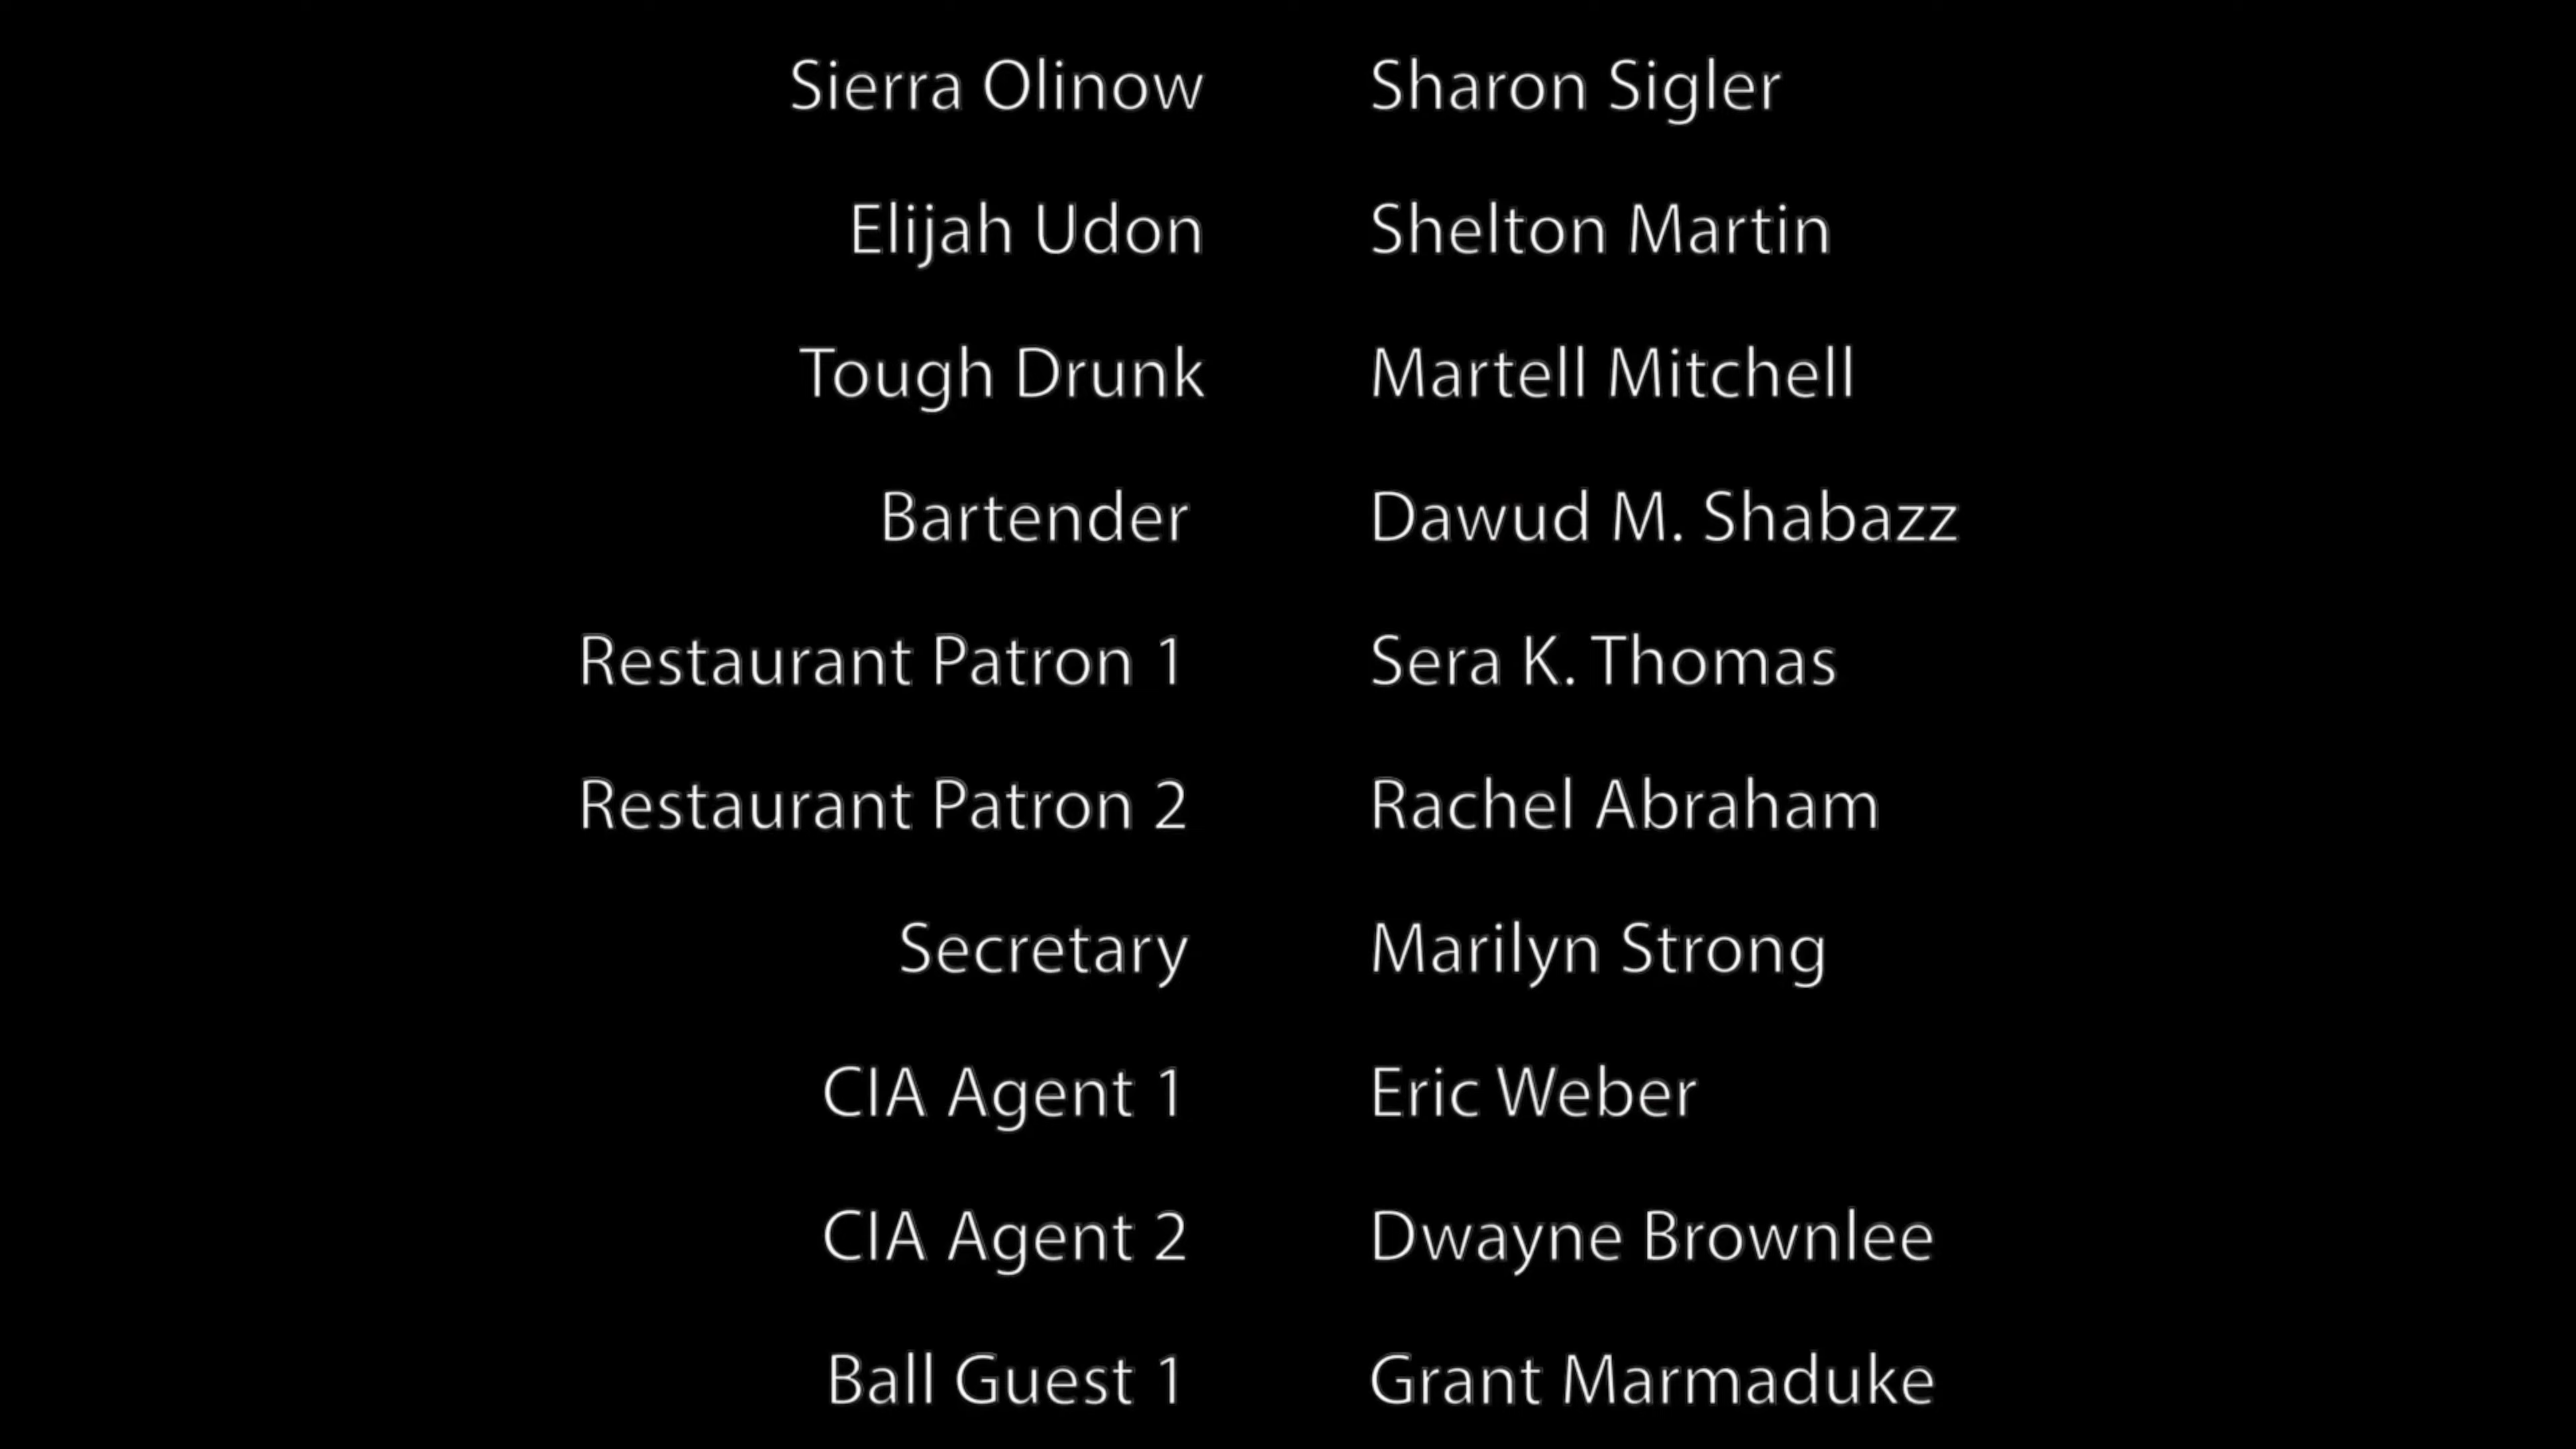 Sierra Olinow Sharon Sigler
Elijah Udon Shelton Martin
Tough Drunk Martell Mitchell
Bartender Dawud M. Shabazz
Restaurant Patron 1 Sera K. Thomas
Restaurant Patron 2 Rachel Abraham
Secretary Marilyn Strong
CIA Agent 1 Eric Weber
CIA Agent 2 Dwayne Brownlee
Ball Guest 1 Grant Marmaduke